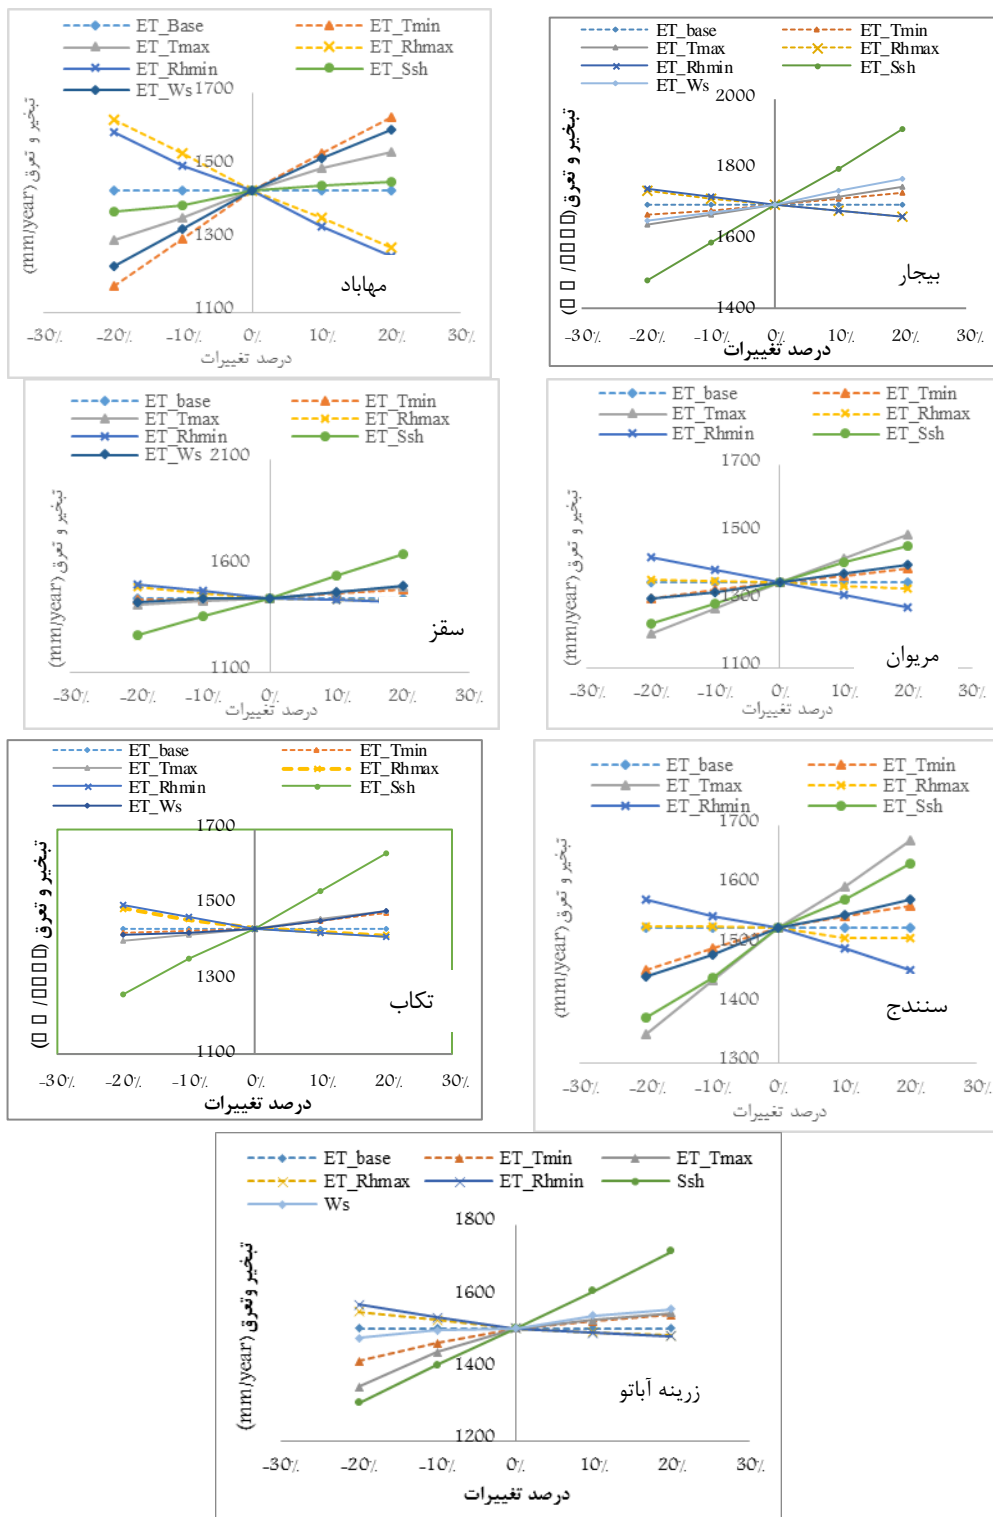 ET_Base ET_Tmin
ET_Tmax ET_Rhmax
ET_Rhmin ET_Ssh
ET_Ws
تبخیر و تعرق (mm/year)
1700
1500
1300
1100
-30% -20% -10% 0% 10% 20% 30%
درصد تغییرات
مهاباد
ET_base ET_Tmin
ET_Tmax ET_Rhmax
ET_Rhmin ET_Ssh
ET_Ws
تبخیر و تعرق
2000
1800
1600
1400
-30% -20% -10% 0% 10% 20% 30%
درصد تغییرات
بیجار
ET_base ET_Tmin
ET_Tmax ET_Rhmax
ET_Rhmin ET_Ssh
ET_Ws
تبخیر و تعرق (mm/year)
2100
1600
1100
-30% -20% -10% 0% 10% 20% 30%
درصد تغییرات
سقز
ET_base ET_Tmin
ET_Tmax ET_Rhmax
ET_Rhmin ET_Ssh
تبخیر و تعرق (mm/year)
1700
1500
1300
1100
-30% -20% -10% 0% 10% 20% 30%
درصد تغییرات
مریوان
ET_base ET_Tmin
ET_Tmax ET_Rhmax
ET_Rhmin ET_Ssh
ET_Ws
تبخیر و تعرق
1700
1500
1300
1100
-30% -20% -10% 0% 10% 20% 30%
درصد تغییرات
تکاب
ET_base ET_Tmin
ET_Tmax ET_Rhmax
ET_Rhmin ET_Ssh
تبخیر و تعرق (mm/year)
1700
1600
1500
1400
1300
-30% -20% -10% 0% 10% 20% 30%
درصد تغییرات
سنندج
ET_base ET_Tmin ET_Tmax
ET_Rhmax ET_Rhmin Ssh
Ws
تبخیر وتعرق (mm/year)
1800
1600
1400
1200
-30% -20% -10% 0% 10% 20% 30%
درصد تغییرات
زرینه آباتو